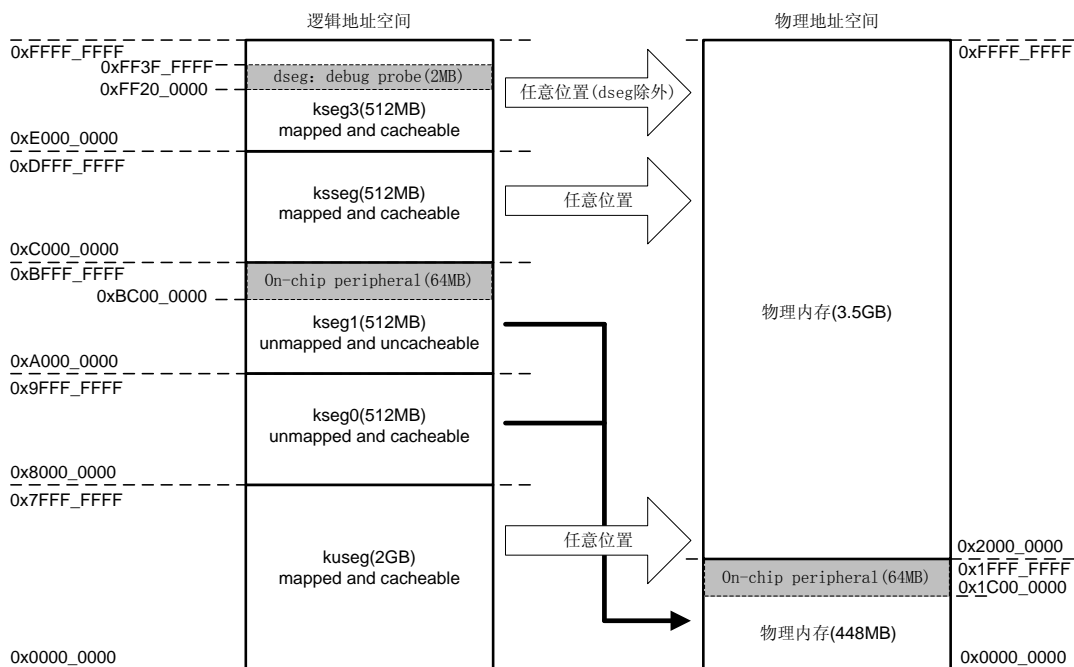 逻辑地址空间
物理地址空间
0xFFFF_FFFF
0xFF3F_FFFF
dseg: debug probe(2MB)
0xFF20_0000
kseg3(512MB)
mapped and cacheable
0xE000_0000
任意位置(dseg除外)
0xFFFF_FFFF
0xDFFF_FFFF
ksseg(512MB)
mapped and cacheable
任意位置
0xC000_0000
0xBFFF_FFFF
On-chip peripheral(64MB)
0xBC00_0000
kseg1(512MB)
unmapped and uncacheable
0xA000_0000
物理内存(3.5GB)
0x9FFF_FFFF
kseg0(512MB)
unmapped and cacheable
0x8000_0000
0x7FFF_FFFF
任意位置
kuseg(2GB)
mapped and cacheable
0x2000_0000
0x1FFF_FFFF
On-chip peripheral(64MB)
0x1C00_0000
物理内存(448MB)
0x0000_0000
0x0000_0000